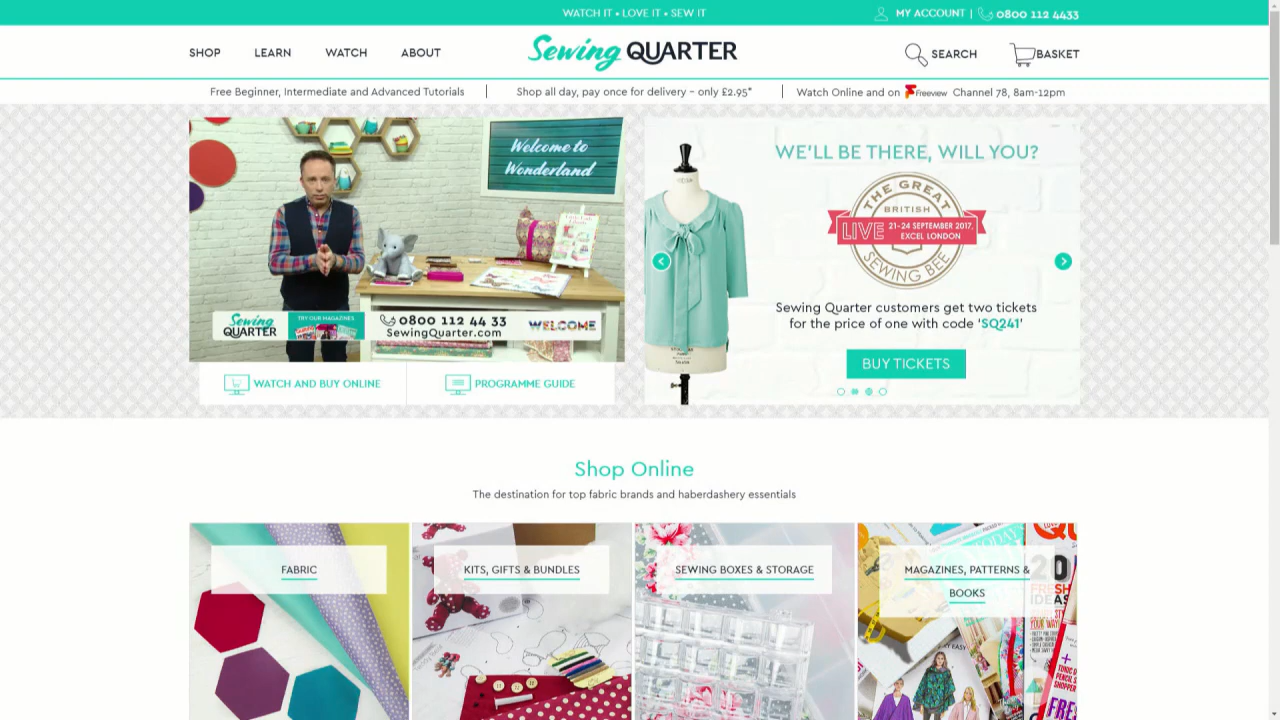 WATCH IT • LOVE IT • SEW IT
MY ACCOUNT | 0800 112 4433
SHOP LEARN WATCH ABOUT
Sewing QUARTER
SEARCH BASKET
Free Beginner, Intermediate and Advanced Tutorials | Shop all day, pay once for delivery - only £2.95* | Watch Online and on Freeview Channel 78, 8am-12pm
Welcome to
Wonderland
Sewing
QUARTER
TRY OUR MAGAZINES
0800 112 44 33
sewingQuarter.com
WELCOME
WATCH AND BUY ONLINE
PROGRAMME GUIDE
WE'LL BE THERE, WILL YOU?
THE GREAT
BRITISH
LIVE 21-24 SEPTEMBER 2017,
EXCEL LONDON
SEWING BEE
Sewing Quarter customers get two tickets
for the price of one with code 'SQ241'
BUY TICKETS
Shop Online
The destination for top fabric brands and haberdashery essentials
FABRIC
KITS, GIFTS & BUNDLES
SEWING BOXES & STORAGE
MAGAZINES, PATTERNS &
BOOKS
FRESH
IDEAS